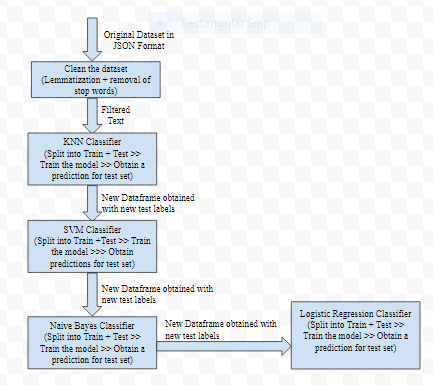 Rectangular Snip
Original Dataset in
JSON Format
Clean the dataset
(Lemmatization + removal of
stop words)
Filtered
Text
KNN Classifier
(Split into Train + Test >>
Train the model >> Obtain a
prediction for test set)
New Dataframe obtained
with new test labels
SVM Classifier
(Split into Train +Test >> Train
the model >>> Obtain
predictions for test set)
New Dataframe obtained with
new test labels
Naive Bayes Classifier
(Split into Train + Test >>
Train the model >> Obtain a
prediction for test set)
New Dataframe obtained with
new test labels
Logistic Regression Classifier
(Split into Train + Test >>
Train the model >> Obtain a
prediction for test set)